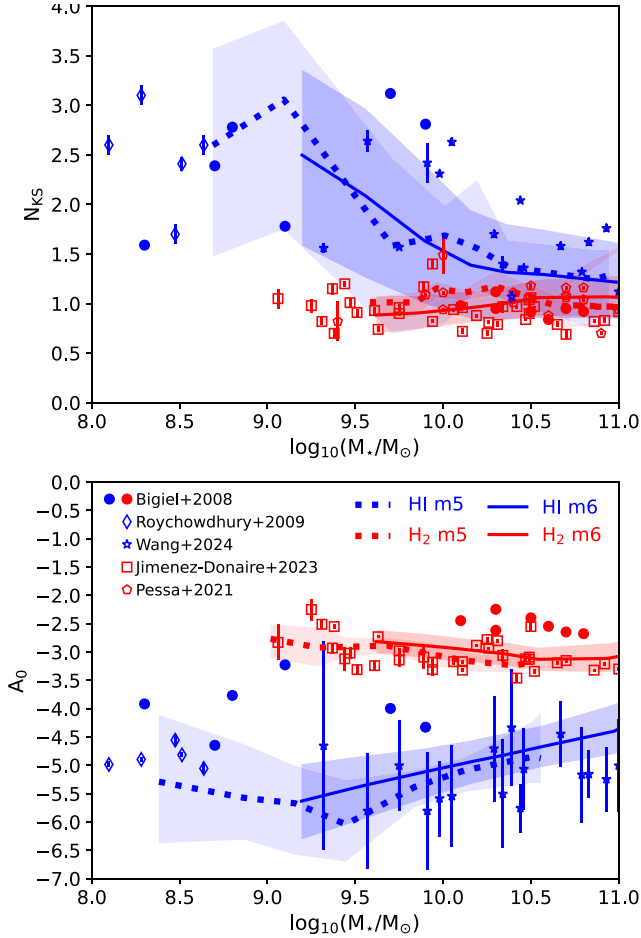 4.0
3.5
3.0
2.5
2.0
1.5
1.0
0.5
0.0
N_KS
8.0 8.5 9.0 9.5 10.0 10.5 11.0
log₁₀(M⋆/M⊙)
0.0
−0.5
−1.0
−1.5
−2.0
−2.5
−3.0
−3.5
−4.0
−4.5
−5.0
−5.5
−6.0
−6.5
−7.0
A₀
Bigiel+2008
Roychowdhury+2009
Wang+2024
Jimenez-Donaire+2023
Pessa+2021
HI m5 HI m6
H₂ m5 H₂ m6
8.0 8.5 9.0 9.5 10.0 10.5 11.0
log₁₀(M⋆/M⊙)